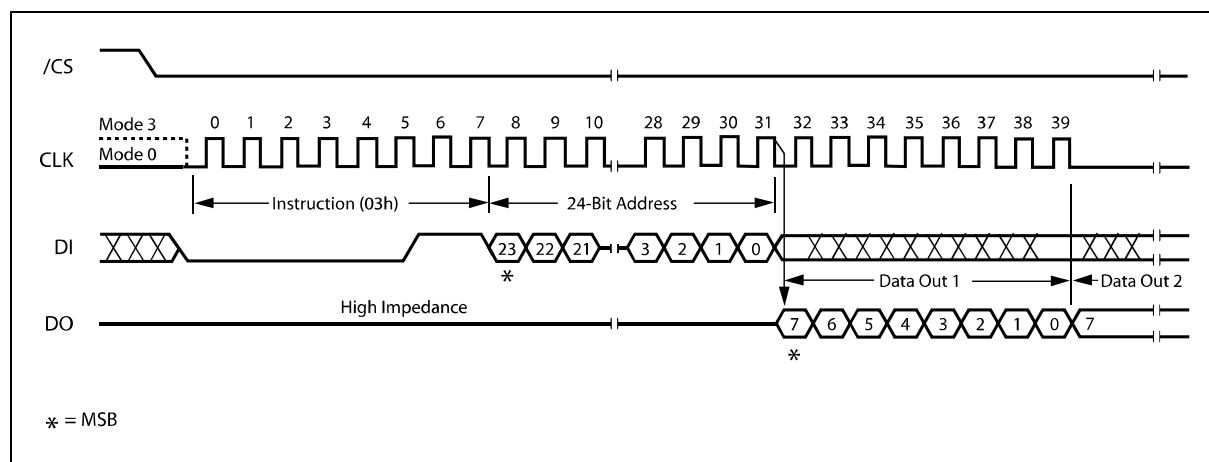 /CS
Mode 3
0 1 2 3 4 5 6 7 8 9 10 28 29 30 31 32 33 34 35 36 37 38 39
CLK
Mode 0
Instruction (03h)
24-Bit Address
DI
23 22 21 3 2 1 0
*
Data Out 1
Data Out 2
High Impedance
DO
7 6 5 4 3 2 1 0 7
*
* = MSB